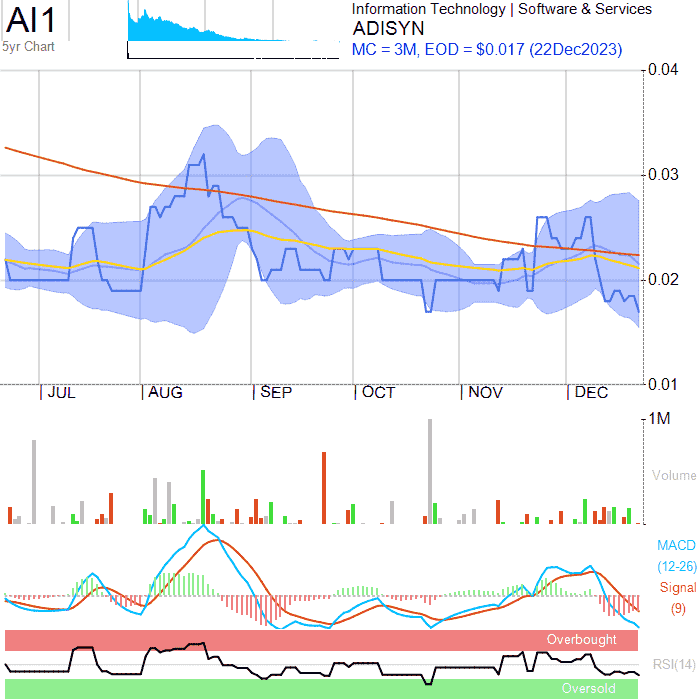 AI1
5yr Chart
Information Technology | Software & Services
ADISYN
MC = 3M, EOD = $0.017 (22Dec2023)
0.04
0.03
0.02
0.01
JUL AUG SEP OCT NOV DEC
1M
Volume
MACD
(12-26)
Signal
(9)
Overbought
RSI(14)
Oversold